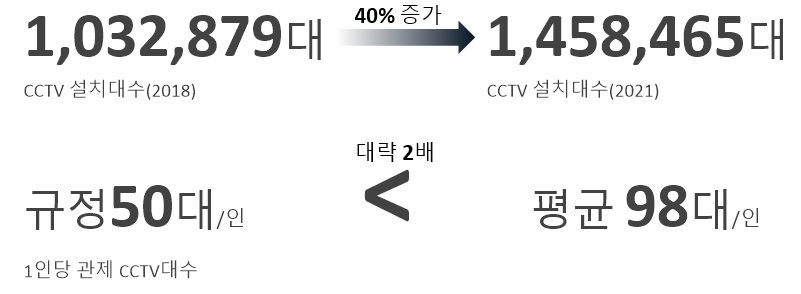 40% 증가
1,032,879대 1,458,465대
CCTV 설치대수(2018) CCTV 설치대수(2021)
대략 2배
규정50대/인 < 평균 98대/인
1인당 관제 CCTV대수